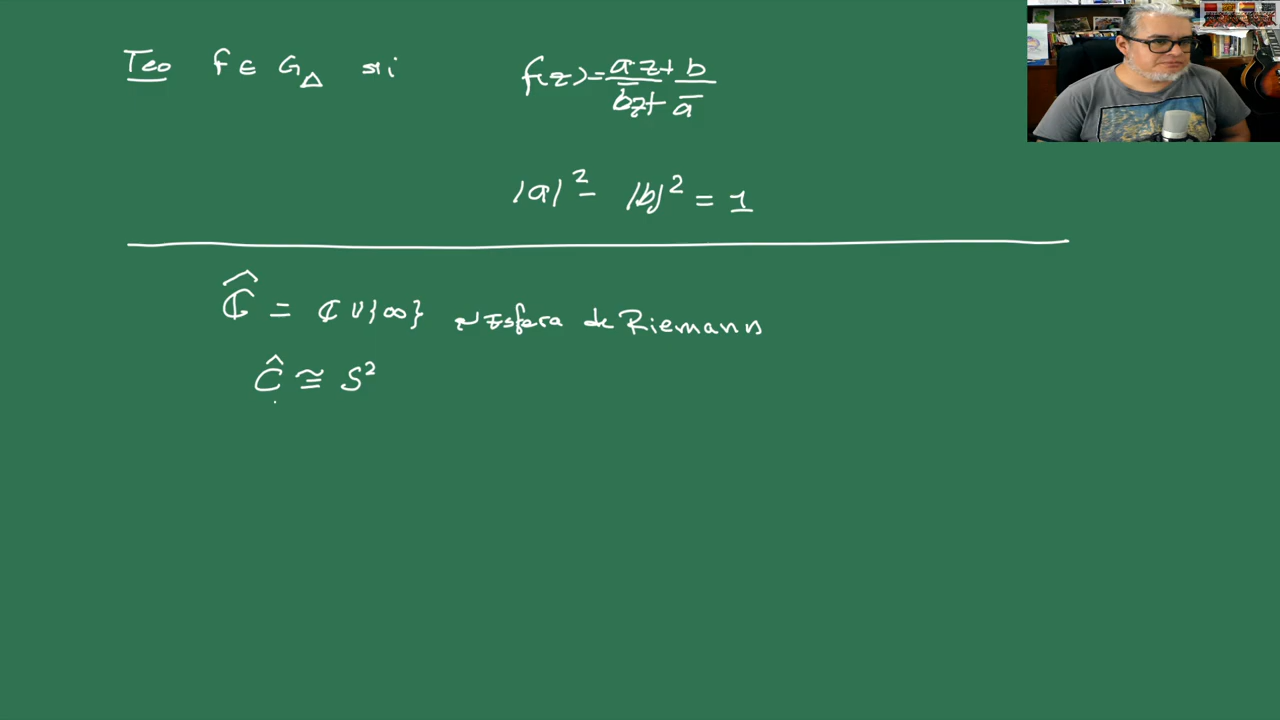 Teo f ∈ G_Δ si f(z) = (az + b)/(b̄z + ā)
|a|² - |b|² = 1
Ĉ = ℂ ∪ {∞} ~ Esfera de Riemann
Ĉ ≅ S²